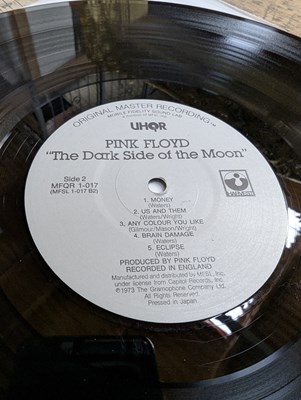 ORIGINAL MASTER RECORDING™
MOBILE FIDELITY SOUND LAB
UHQR
PINK FLOYD
"The Dark Side of the Moon"
Side 2
MFQR 1-017
(MFSL 1-017 B2)
HARVEST
1. MONEY
(Waters)
2. US AND THEM
(Waters/Wright)
3. ANY COLOUR YOU LIKE
(Gilmour/Mason/Wright)
4. BRAIN DAMAGE
(Waters)
5. ECLIPSE
(Waters)
PRODUCED BY PINK FLOYD
RECORDED IN ENGLAND
Manufactured and distributed by MFSL, Inc.
under license from Capitol Records, Inc.
℗1973 The Gramophone Company Ltd.
All Rights Reserved.
Pressed in Japan.